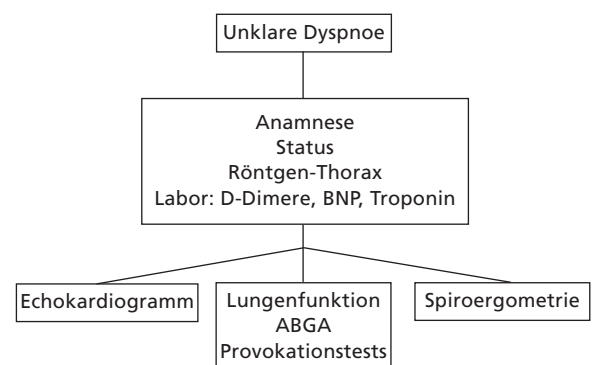 Unklare Dyspnoe
Anamnese
Status
Röntgen-Thorax
Labor: D-Dimere, BNP, Troponin
Echokardiogramm
Lungenfunktion
ABGA
Provokationstests
Spiroergometrie